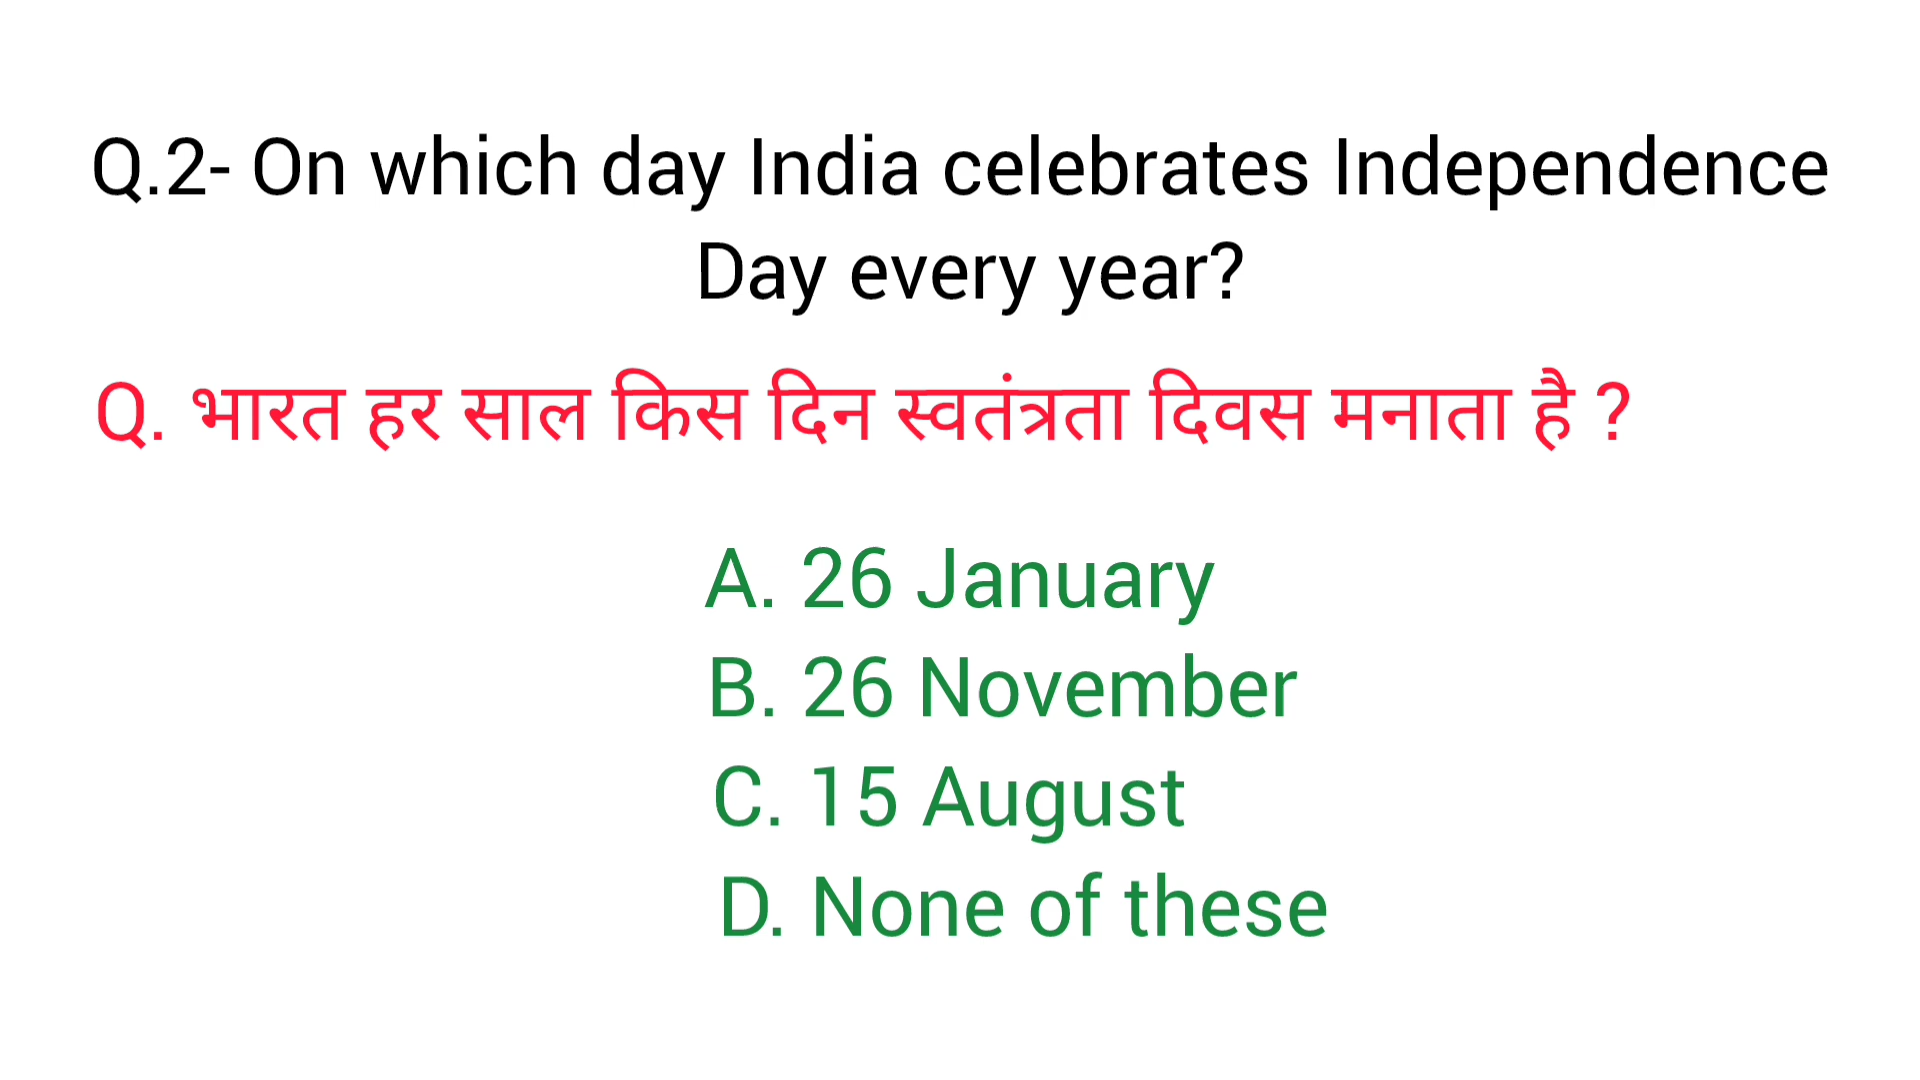 Q.2- On which day India celebrates Independence
Day every year?
Q. भारत हर साल किस दिन स्वतंत्रता दिवस मनाता है ?
A. 26 January
B. 26 November
C. 15 August
D. None of these